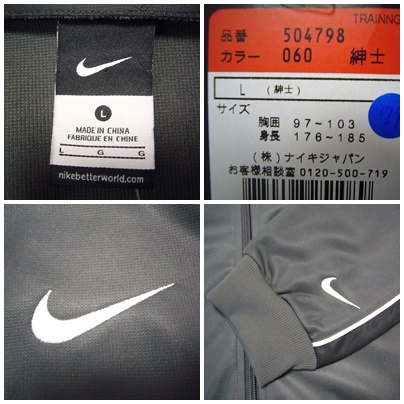 L
MADE IN CHINA
FABRIQUÉ EN CHINE
L G G
nikebetterworld.com
TRAINNG
品番 504798
カラー 060 紳士
L (紳士)
サイズ
胸囲 97~103
身長 176~185
(株)ナイキジャパン
お客様相談室 0120-500-719